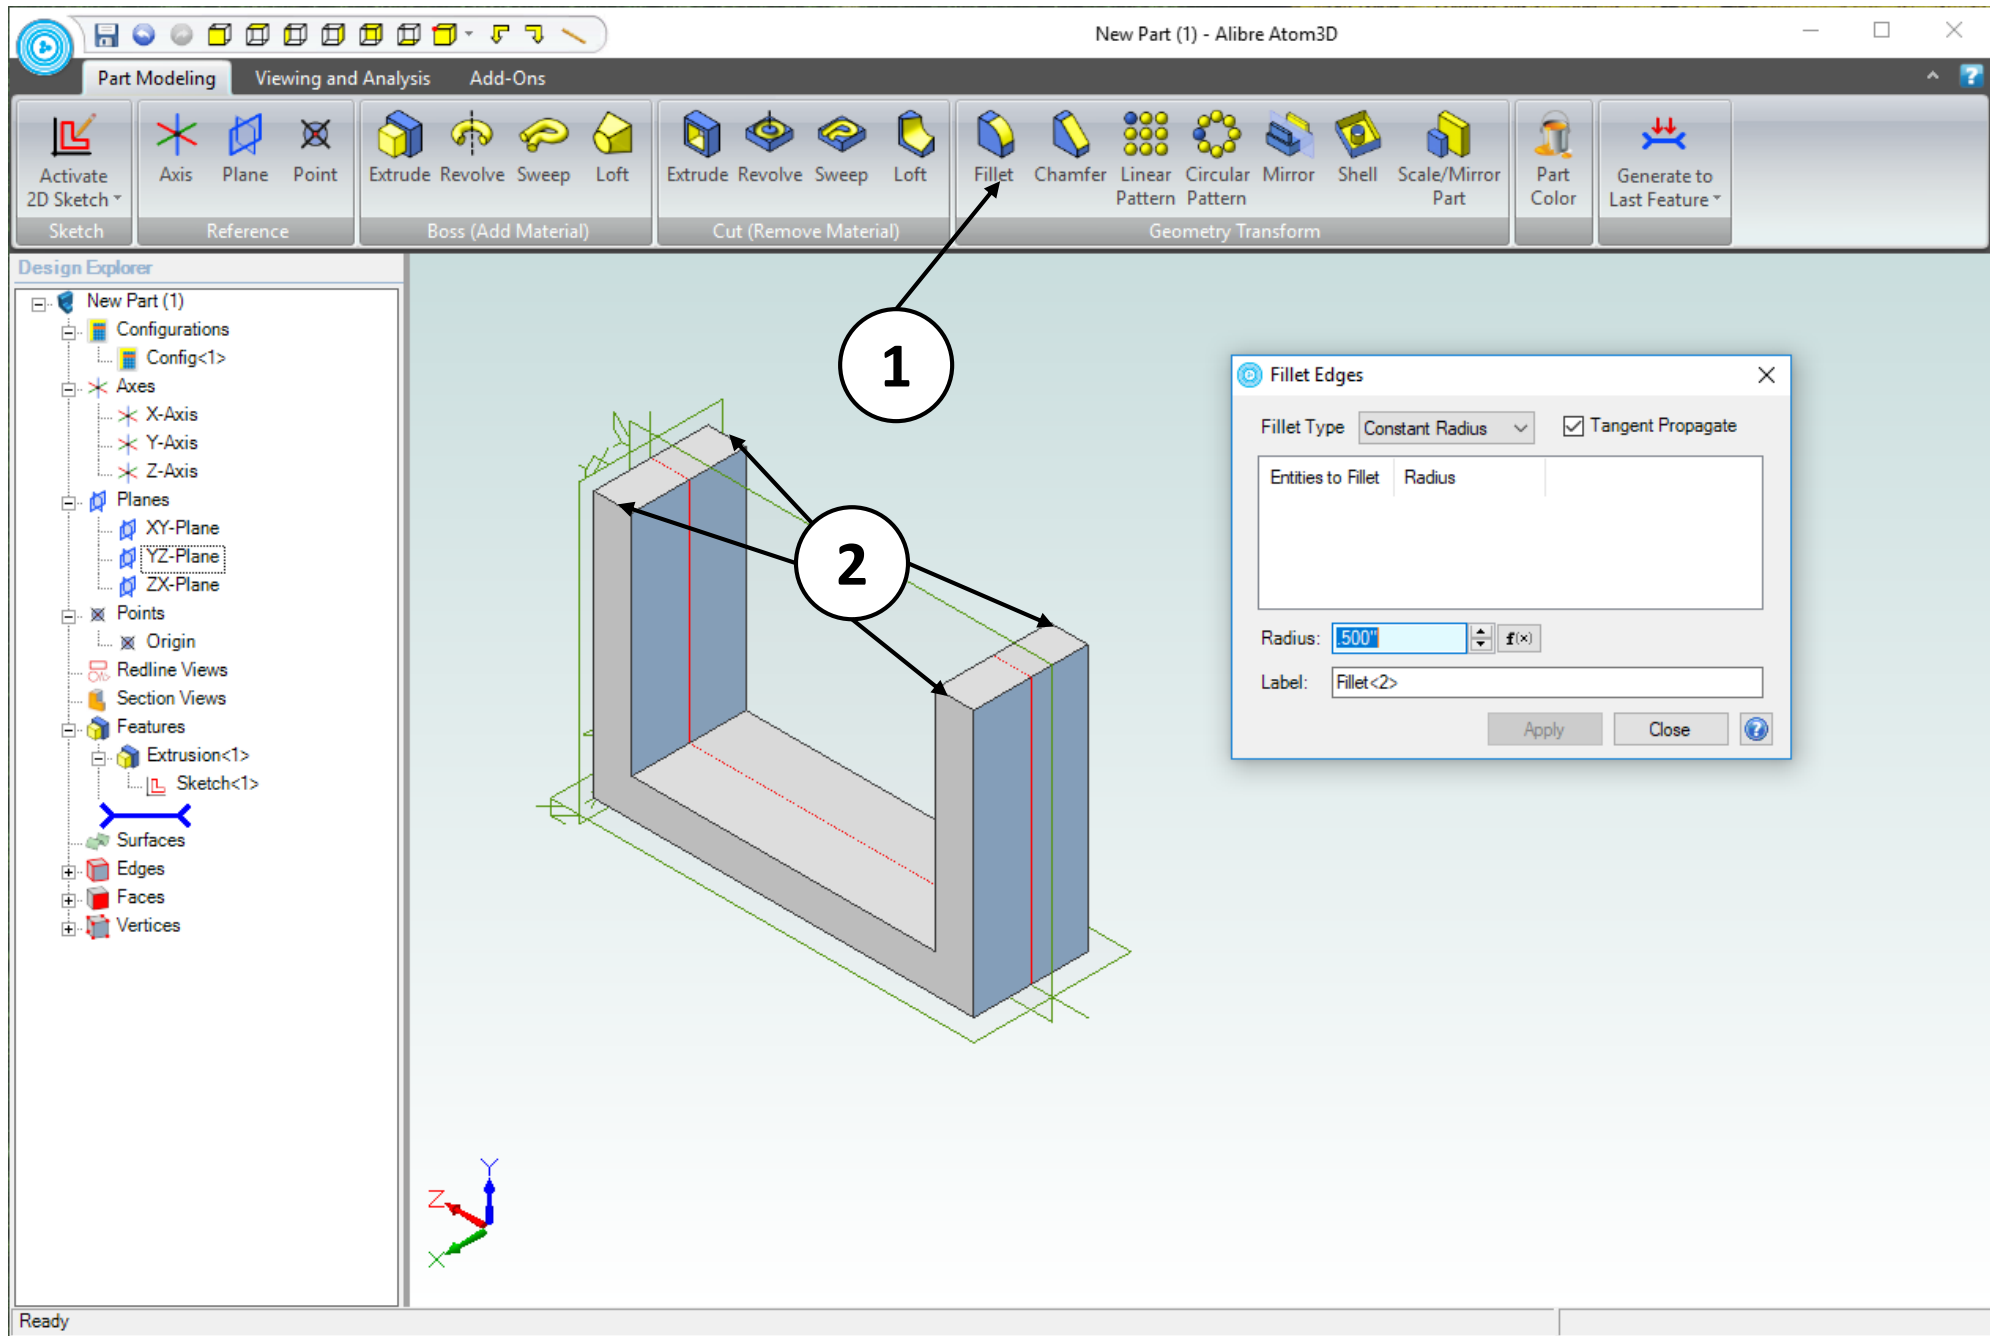 New Part (1) - Alibre Atom3D
Part Modeling Viewing and Analysis Add-Ons
Activate 2D Sketch
Axis Plane Point
Extrude Revolve Sweep Loft
Extrude Revolve Sweep Loft
Fillet Chamfer Linear Pattern Circular Pattern Mirror Shell Scale/Mirror Part
Part Color
Generate to Last Feature
Sketch Reference Boss (Add Material) Cut (Remove Material) Geometry Transform
Design Explorer
New Part (1)
Configurations
Config<1>
Axes
X-Axis
Y-Axis
Z-Axis
Planes
XY-Plane
YZ-Plane
ZX-Plane
Points
Origin
Redline Views
Section Views
Features
Extrusion<1>
Sketch<1>
Surfaces
Edges
Faces
Vertices
1
2
Fillet Edges
Fillet Type Constant Radius Tangent Propagate
Entities to Fillet Radius
Radius: .500" f(x)
Label: Fillet<2>
Apply Close ?
Y
Z
X
Ready